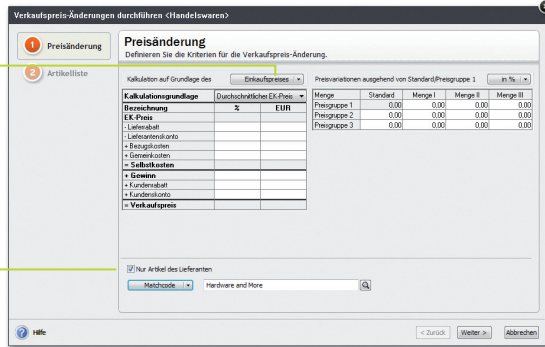 Verkaufspreis-Änderungen durchführen <Handelswaren>
1 Preisänderung
2 Artikelliste
Preisänderung
Definieren Sie die Kriterien für die Verkaufspreis-Änderung.
Kalkulation auf Grundlage des Einkaufspreises
Preisvariationen ausgehend von Standard/Preisgruppe 1 in %
Kalkulationsgrundlage Durchschnittlicher EK-Preis
Bezeichnung % EUR
EK-Preis
- Lieferrabatt
- Lieferantenskonto
+ Bezugskosten
+ Gemeinkosten
= Selbstkosten
+ Gewinn
+ Kundenrabatt
+ Kundenskonto
= Verkaufspreis
Menge Standard Menge I Menge II Menge III
Preisgruppe 1 0,00 0,00 0,00 0,00
Preisgruppe 2 0,00 0,00 0,00 0,00
Preisgruppe 3 0,00 0,00 0,00 0,00
Nur Artikel des Lieferanten
Matchcode Hardware and More
? Hilfe
< Zurück Weiter > Abbrechen